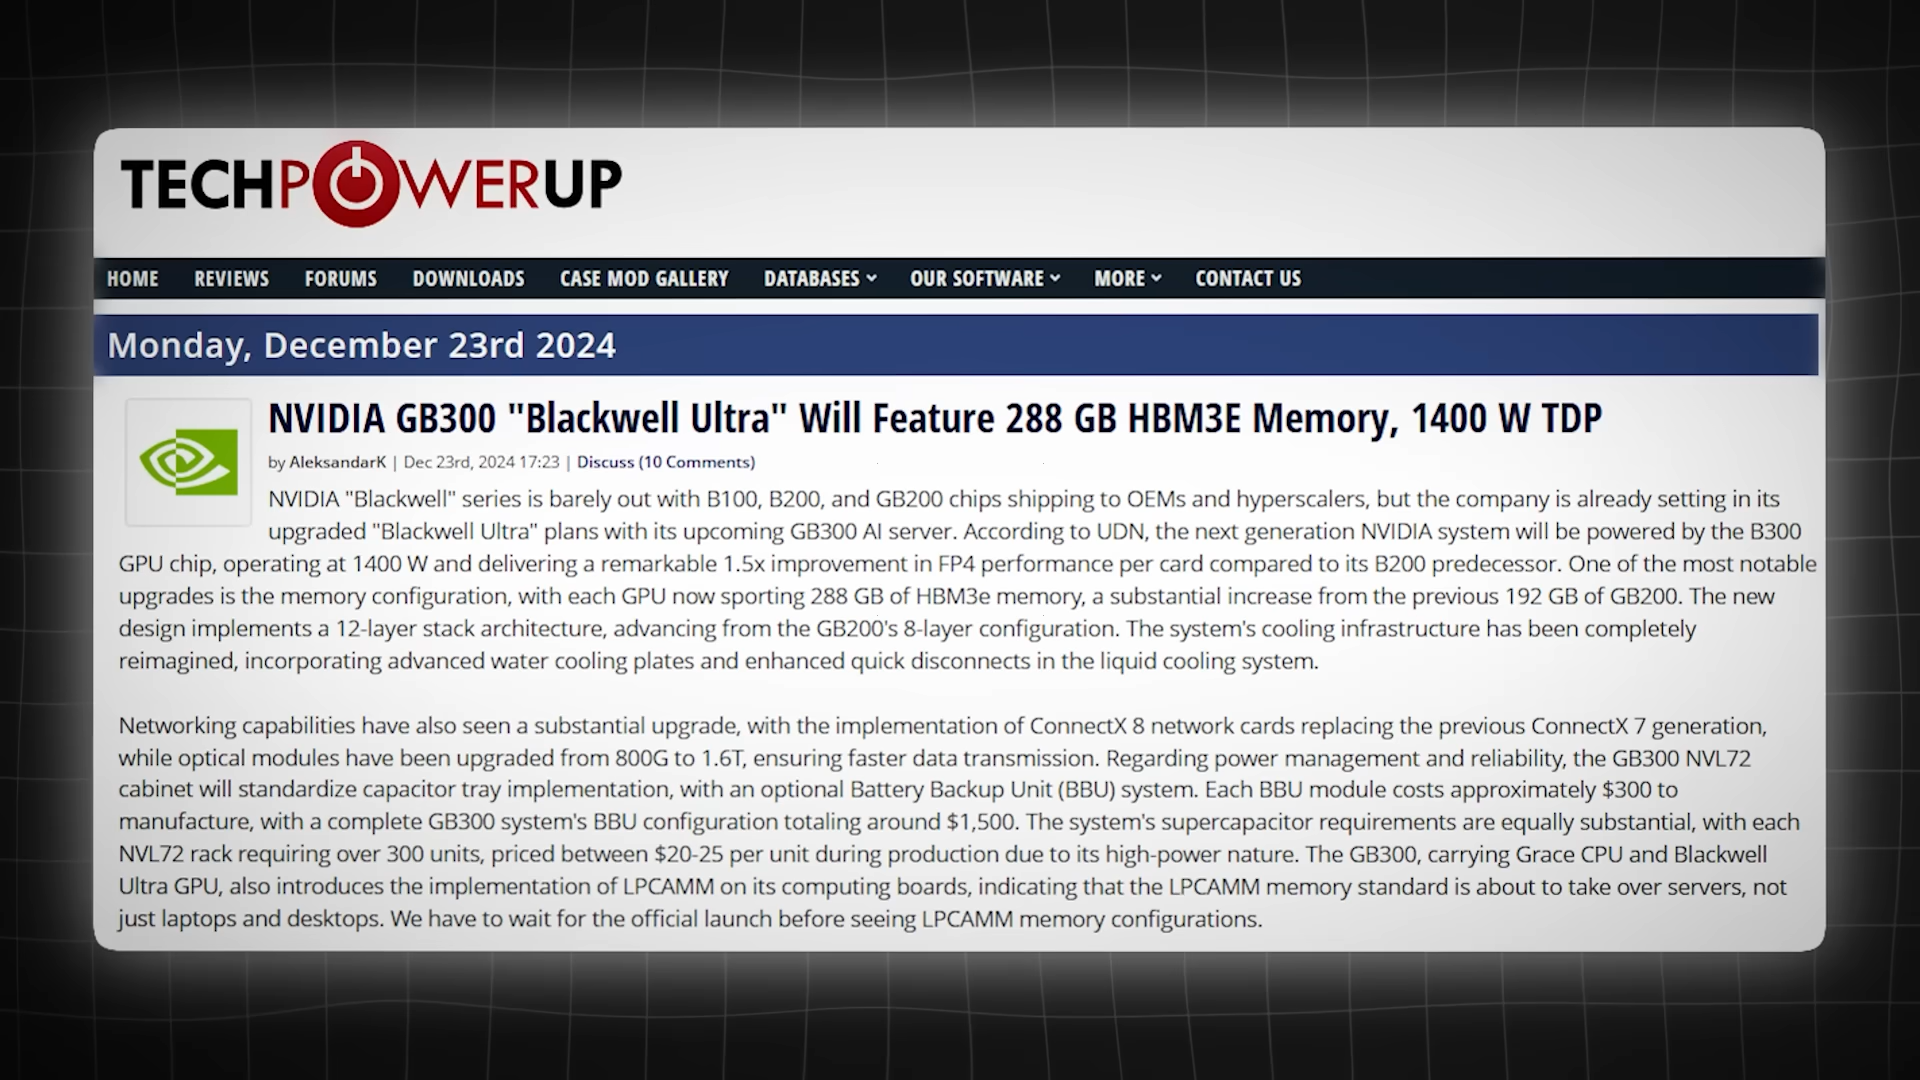 TECHPOWERUP
HOME REVIEWS FORUMS DOWNLOADS CASE MOD GALLERY DATABASES OUR SOFTWARE MORE CONTACT US
Monday, December 23rd 2024
NVIDIA GB300 "Blackwell Ultra" Will Feature 288 GB HBM3E Memory, 1400 W TDP
by AleksandarK | Dec 23rd, 2024 17:23 | Discuss (10 Comments)
NVIDIA "Blackwell" series is barely out with B100, B200, and GB200 chips shipping to OEMs and hyperscalers, but the company is already setting in its
upgraded "Blackwell Ultra" plans with its upcoming GB300 AI server. According to UDN, the next generation NVIDIA system will be powered by the B300
GPU chip, operating at 1400 W and delivering a remarkable 1.5x improvement in FP4 performance per card compared to its B200 predecessor. One of the most notable
upgrades is the memory configuration, with each GPU now sporting 288 GB of HBM3e memory, a substantial increase from the previous 192 GB of GB200. The new
design implements a 12-layer stack architecture, advancing from the GB200's 8-layer configuration. The system's cooling infrastructure has been completely
reimagined, incorporating advanced water cooling plates and enhanced quick disconnects in the liquid cooling system.
Networking capabilities have also seen a substantial upgrade, with the implementation of ConnectX 8 network cards replacing the previous ConnectX 7 generation,
while optical modules have been upgraded from 800G to 1.6T, ensuring faster data transmission. Regarding power management and reliability, the GB300 NVL72
cabinet will standardize capacitor tray implementation, with an optional Battery Backup Unit (BBU) system. Each BBU module costs approximately $300 to
manufacture, with a complete GB300 system's BBU configuration totaling around $1,500. The system's supercapacitor requirements are equally substantial, with each
NVL72 rack requiring over 300 units, priced between $20-25 per unit during production due to its high-power nature. The GB300, carrying Grace CPU and Blackwell
Ultra GPU, also introduces the implementation of LPCAMM on its computing boards, indicating that the LPCAMM memory standard is about to take over servers, not
just laptops and desktops. We have to wait for the official launch before seeing LPCAMM memory configurations.